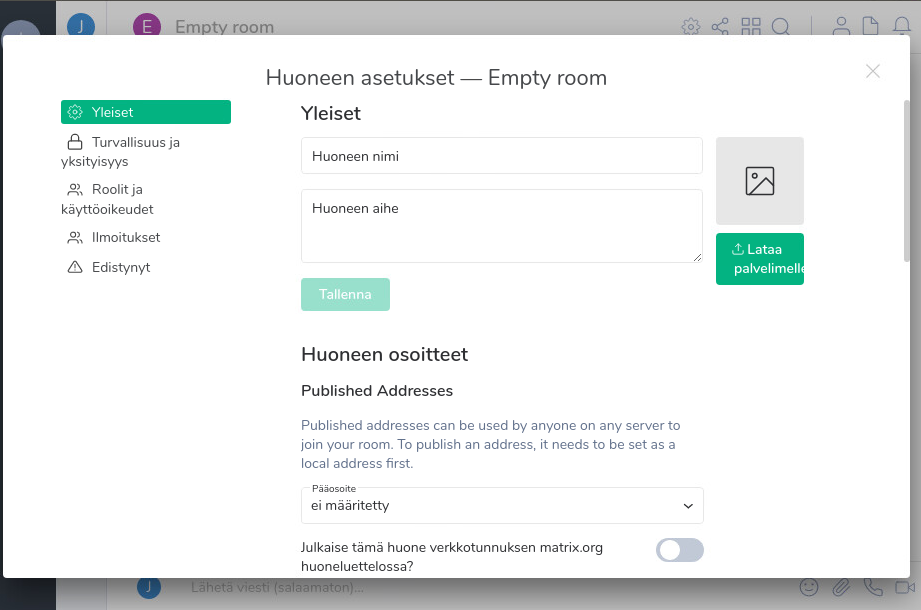 J
E
Empty room
Huoneen asetukset — Empty room
Yleiset
Turvallisuus ja
yksityisyys
Roolit ja
käyttöoikeudet
Ilmoitukset
Edistynyt
Yleiset
Huoneen nimi
Huoneen aihe
Lataa
palvelimelle
Tallenna
Huoneen osoitteet
Published Addresses
Published addresses can be used by anyone on any server to
join your room. To publish an address, it needs to be set as a
local address first.
Pääosoite
ei määritetty
Julkaise tämä huone verkkotunnuksen matrix.org
huoneluettelossa?
J
Lähetä viesti (salaamaton)…